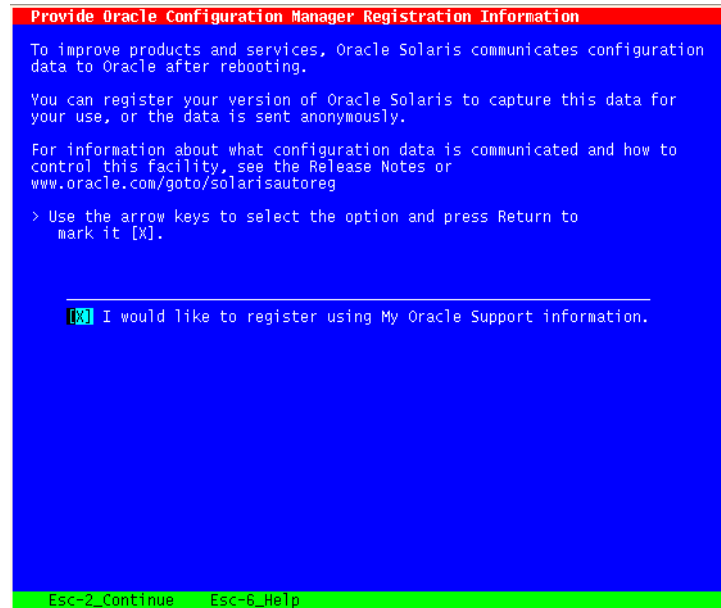 Provide Oracle Configuration Manager Registration Information
To improve products and services, Oracle Solaris communicates configuration
data to Oracle after rebooting.
You can register your version of Oracle Solaris to capture this data for
your use, or the data is sent anonymously.
For information about what configuration data is communicated and how to
control this facility, see the Release Notes or
www.oracle.com/goto/solarisautoreg
> Use the arrow keys to select the option and press Return to
mark it [X].
[X] I would like to register using My Oracle Support information.
Esc-2_Continue Esc-6_Help